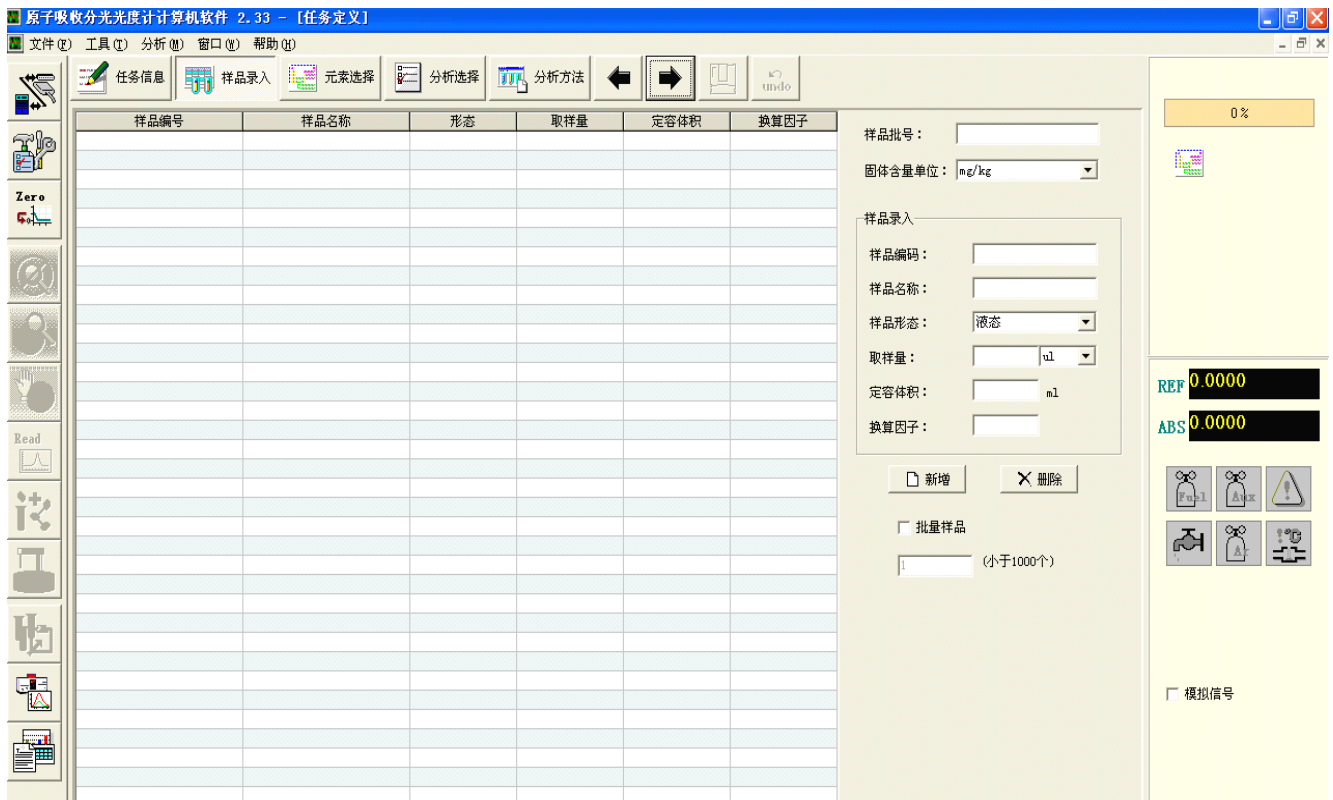 原子吸收分光光度计计算机软件 2.33 - [任务定义]
文件(F) 工具(T) 分析(M) 窗口(W) 帮助(H)
任务信息 样品录入 元素选择 分析选择 分析方法 undo
样品编号 样品名称 形态 取样量 定容体积 换算因子
样品批号：
固体含量单位： mg/kg
样品录入
样品编码：
样品名称：
样品形态： 液态
取样量： ul
定容体积： ml
换算因子：
新增 删除
批量样品
1 (小于1000个)
Zero
Read
0%
REF 0.0000
ABS 0.0000
Fuel Aux
Ar !°C
模拟信号